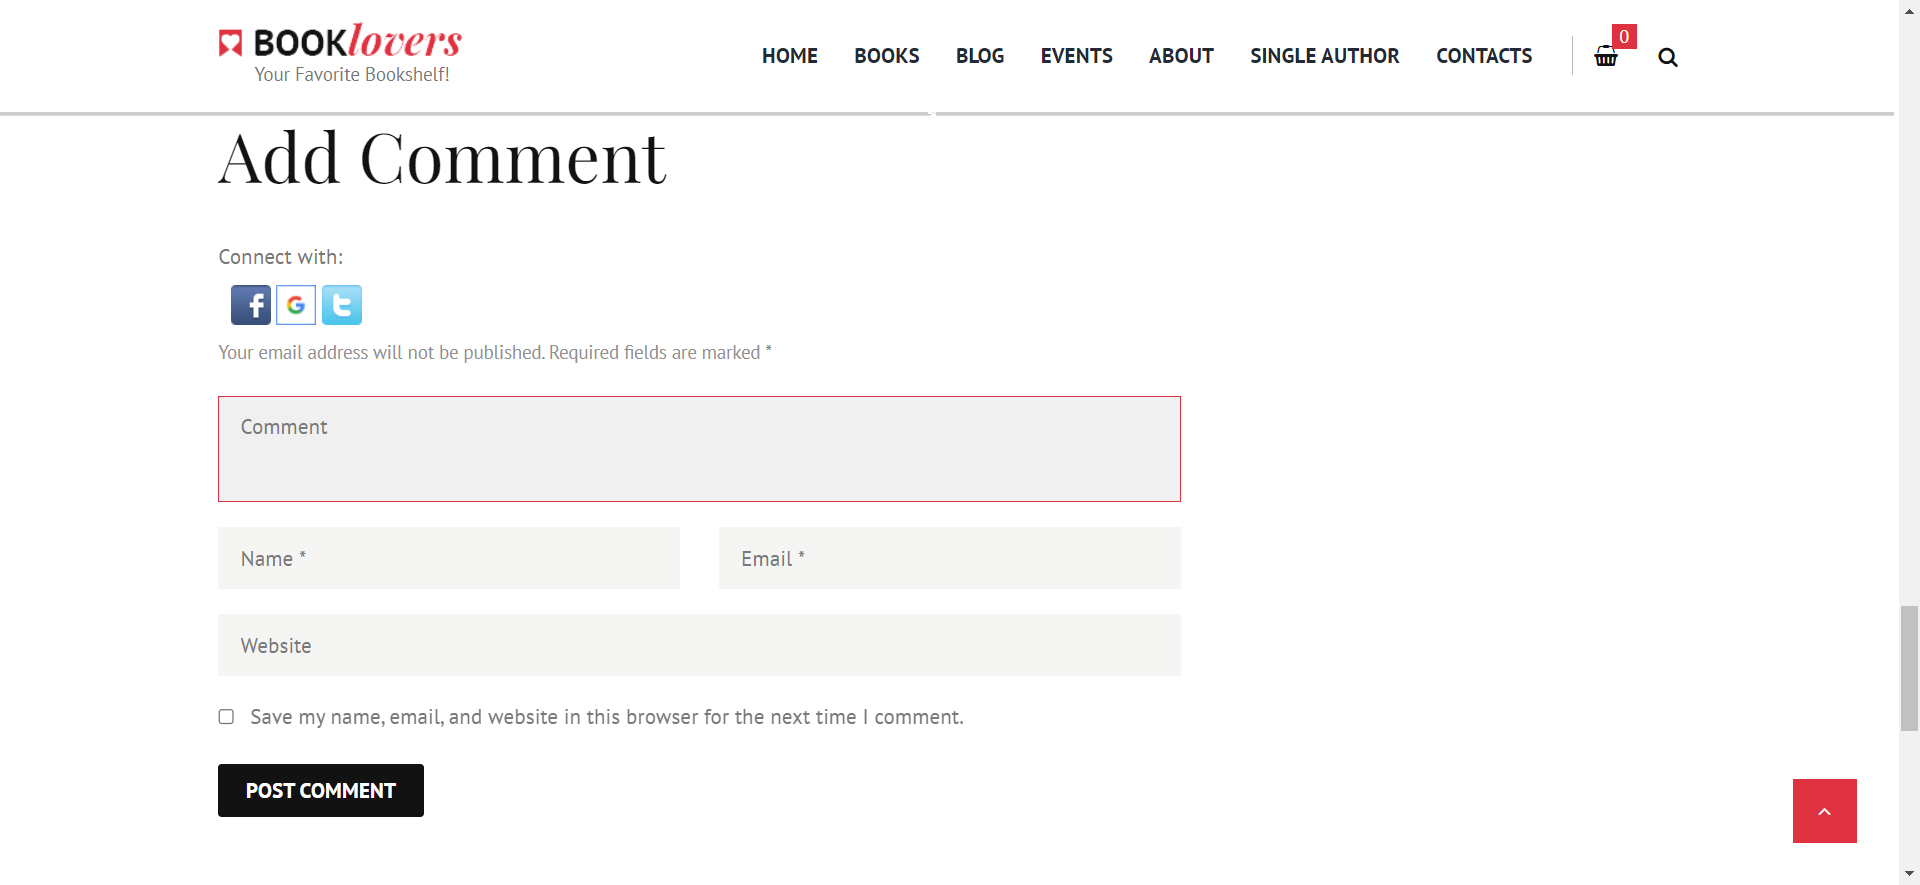 BOOKlovers
Your Favorite Bookshelf!
HOME BOOKS BLOG EVENTS ABOUT SINGLE AUTHOR CONTACTS 0
Add Comment
Connect with:
Your email address will not be published. Required fields are marked *
Comment
Name * Email *
Website
Save my name, email, and website in this browser for the next time I comment.
POST COMMENT